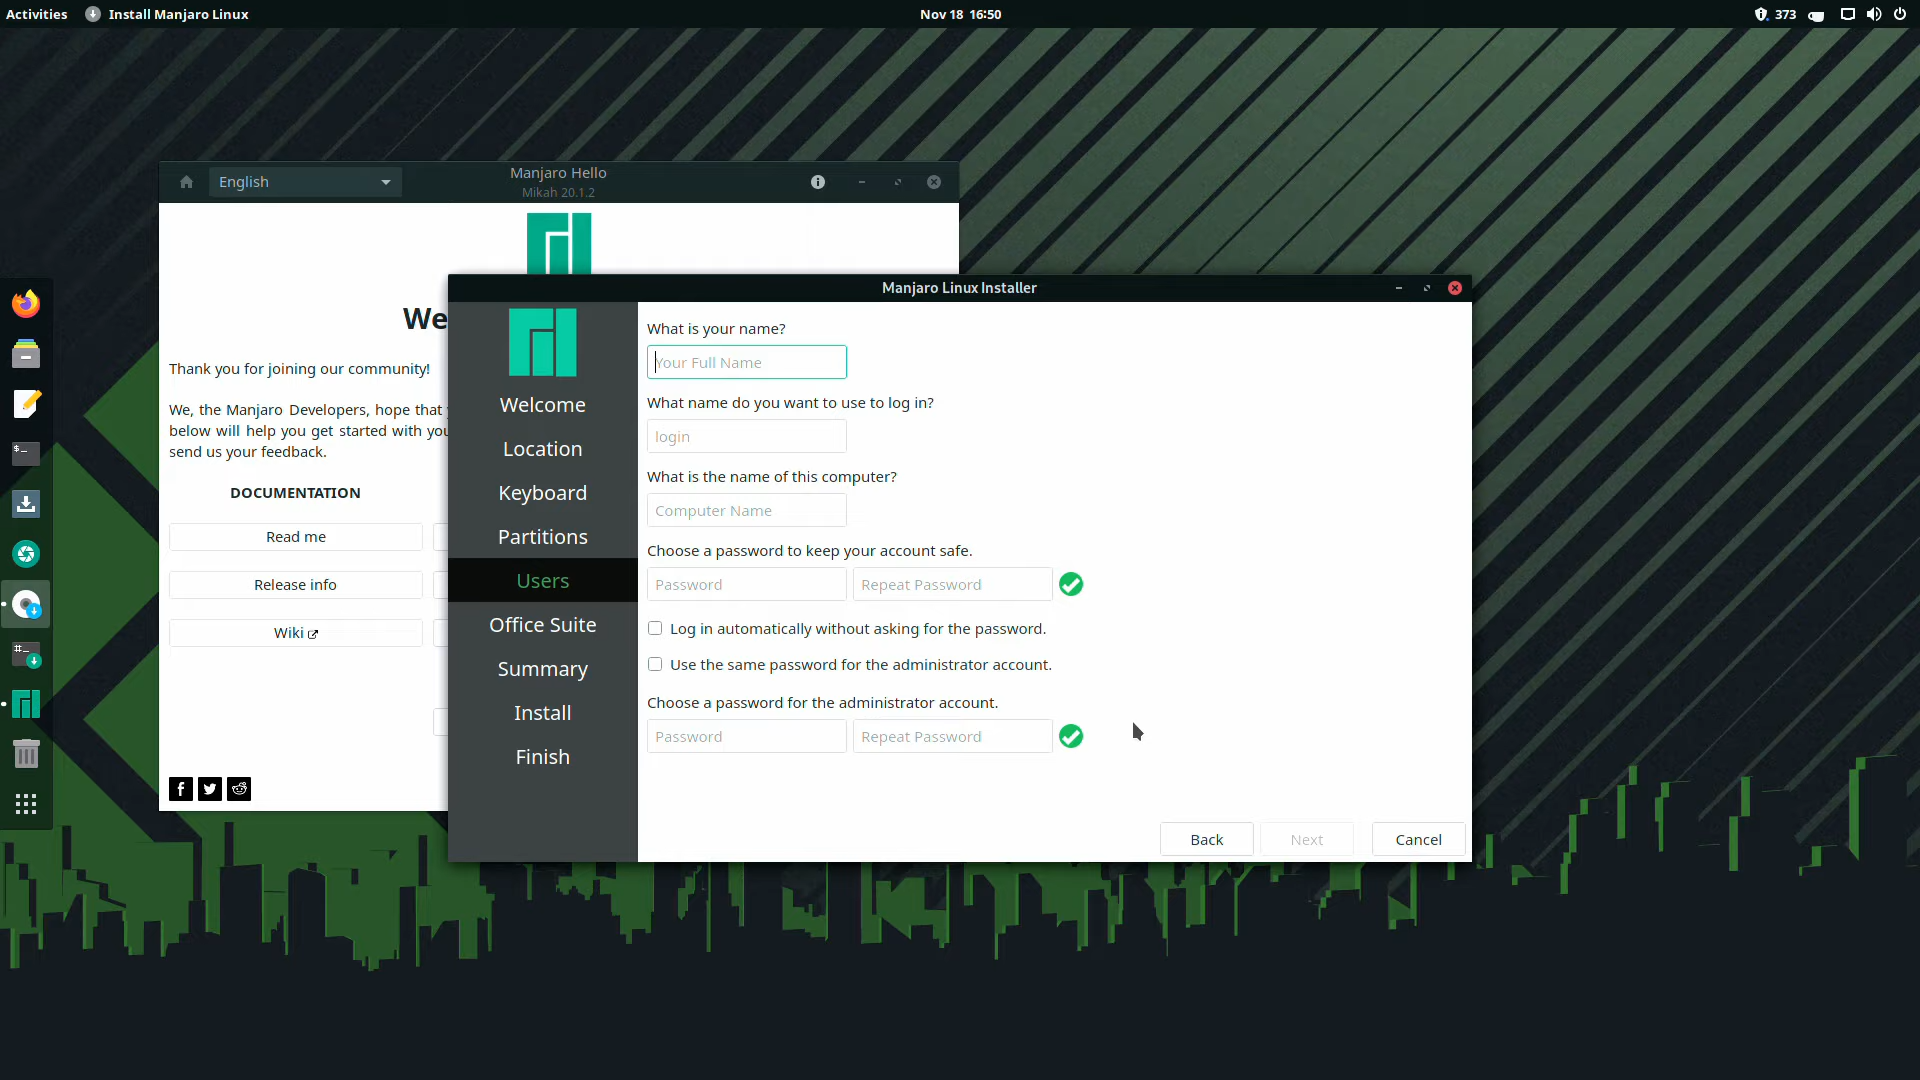 Activities
Install Manjaro Linux
Nov 18 16:50
373
English
Manjaro Hello
Mikah 20.1.2
We
Thank you for joining our community!
We, the Manjaro Developers, hope that
below will help you get started with you
send us your feedback.
DOCUMENTATION
Read me
Release info
Wiki
Manjaro Linux Installer
Welcome
Location
Keyboard
Partitions
Users
Office Suite
Summary
Install
Finish
What is your name?
Your Full Name
What name do you want to use to log in?
login
What is the name of this computer?
Computer Name
Choose a password to keep your account safe.
Password
Repeat Password
Log in automatically without asking for the password.
Use the same password for the administrator account.
Choose a password for the administrator account.
Password
Repeat Password
Back
Next
Cancel